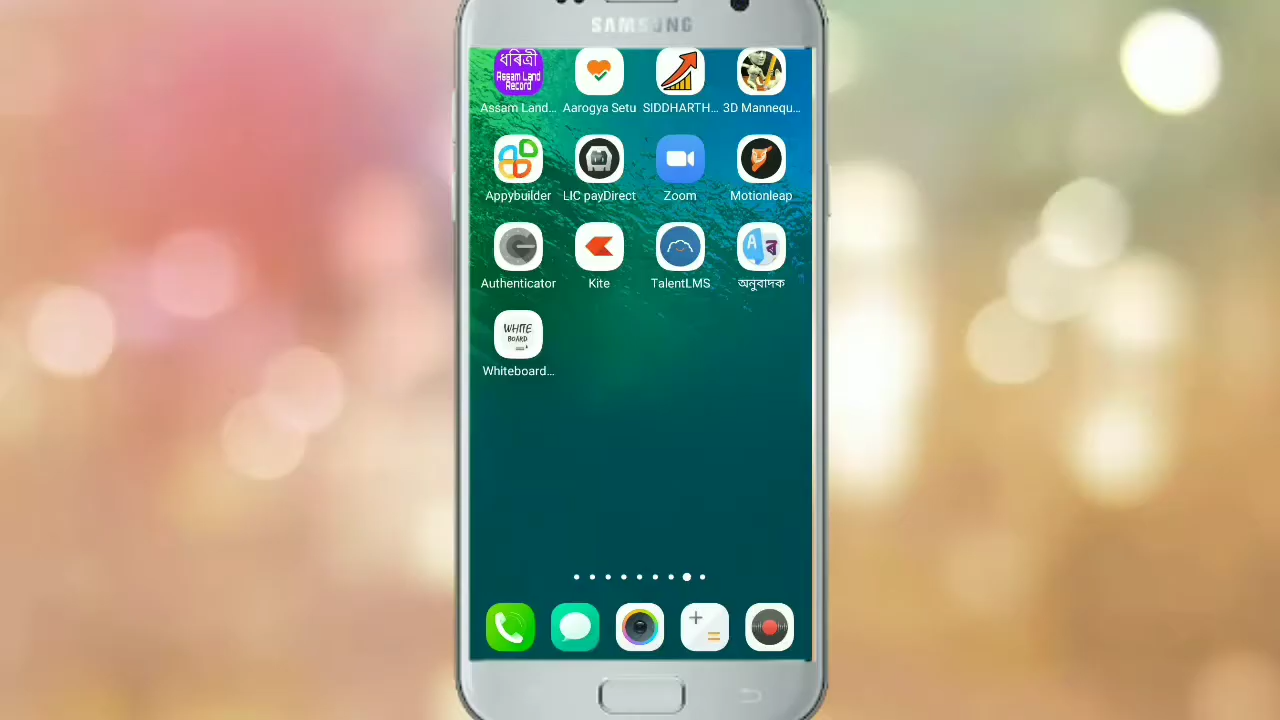 SAMSUNG
ধৰিত্ৰী
Assam Land
Record
Assam Land...
Aarogya Setu
SIDDHARTH...
3D Mannequ...
Appybuilder
LIC payDirect
Zoom
Motionleap
Authenticator
Kite
TalentLMS
A ৰ
অনুবাদক
WHITE
BOARD
Whiteboard...